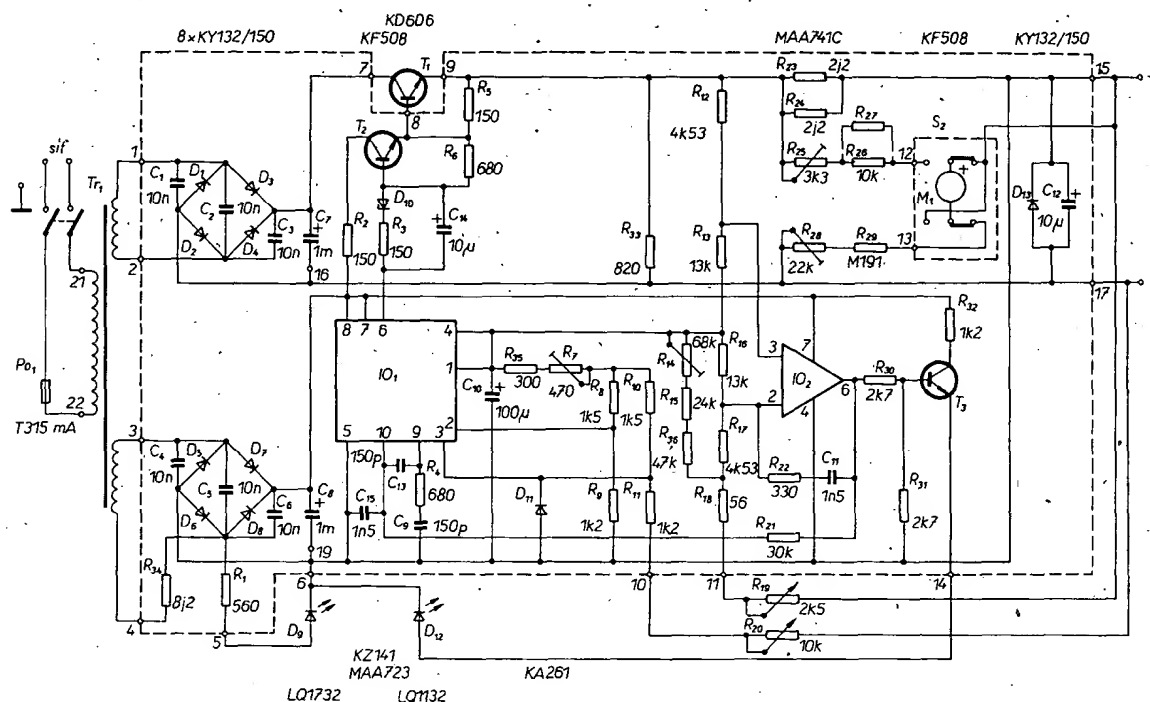 KD606
8×KY132/150 KF508 MAA741C KF508 KY132/150
7 T₁ 9 R₂₃ 2j2 15
R₅ 150 R₁₂ 4k53 R₂₄ 2j2 R₂₇ S₂
8 T₂
síť Tr₁ 1 R₆ 680 R₂₅ 3k3 R₂₆ 10k 12
C₁ 10n D₁ D₃ C₂ 10n C₃ 10n C₇ 1m M₁ + D₁₃ C₁₂ + 10μ
D₂ D₄ R₂ 150 D₁₀ R₃ 150 C₁₄ + 10μ R₃₃ 820 R₁₃ 13k R₂₈ 22k R₂₉ M191 13
2 16 17
21 R₃₂ 1k2
8 7 6 4 1 2 5 10 9 3 IO₁
R₁₄ 68k R₁₆ 13k 3 7 2 4 6 IO₂ R₃₀ 2k7 T₃
C₁₀ + 100μ R₃₅ 300 R₇ 470 R₈ 1k5 R₁₀ 1k5 R₁₅ 24k
Po₁ 22
T315 mA
R₃₆ 47k R₁₇ 4k53
3 C₄ 10n D₅ D₇ C₅ 10n C₆ 10n C₈ + 1m
D₆ D₈ 150p C₁₃ R₄ 680 C₁₅ 1n5 C₉ 150p
D₁₁ R₉ 1k2 R₁₁ 1k2 R₁₈ 56 R₂₂ 330 C₁₁ 1n5 R₂₁ 30k R₃₁ 2k7
19
R₃₄ 8j2 R₁ 560 6 10 11 14
4 5 D₉ D₁₂ R₁₉ 2k5
R₂₀ 10k
KZ141
MAA723 KA261
LQ1732 LQ1132